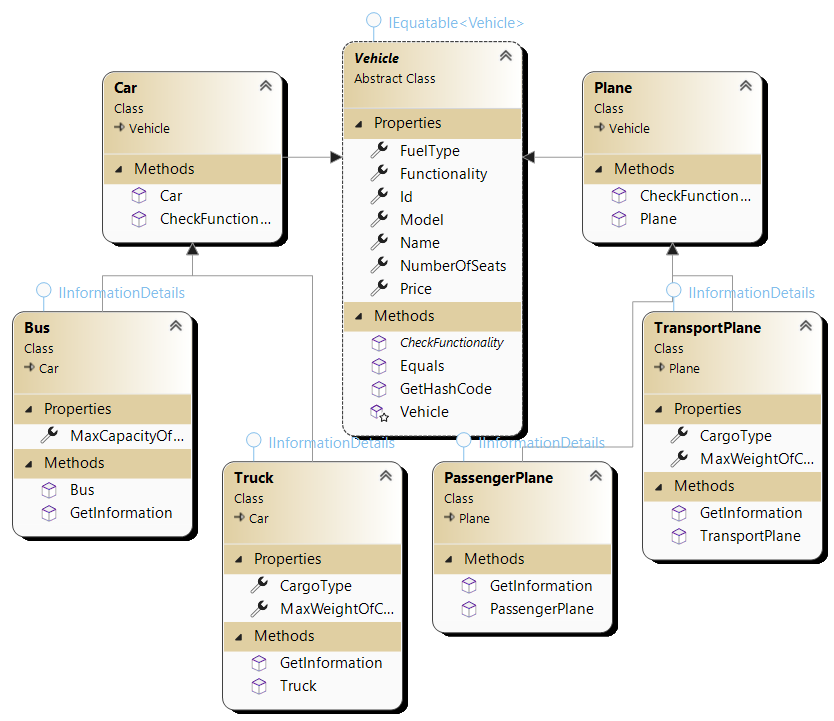 IEquatable<Vehicle>
Vehicle
Abstract Class
Properties
FuelType
Functionality
Id
Model
Name
NumberOfSeats
Price
Methods
CheckFunctionality
Equals
GetHashCode
Vehicle
Car
Class
Vehicle
Methods
Car
CheckFunction...
Plane
Class
Vehicle
Methods
CheckFunction...
Plane
IInformationDetails
Bus
Class
Car
Properties
MaxCapacityOf...
Methods
Bus
GetInformation
IInformationDetails
Truck
Class
Car
Properties
CargoType
MaxWeightOfC...
Methods
GetInformation
Truck
IInformationDetails
PassengerPlane
Class
Plane
Methods
GetInformation
PassengerPlane
IInformationDetails
TransportPlane
Class
Plane
Properties
CargoType
MaxWeightOfC...
Methods
GetInformation
TransportPlane